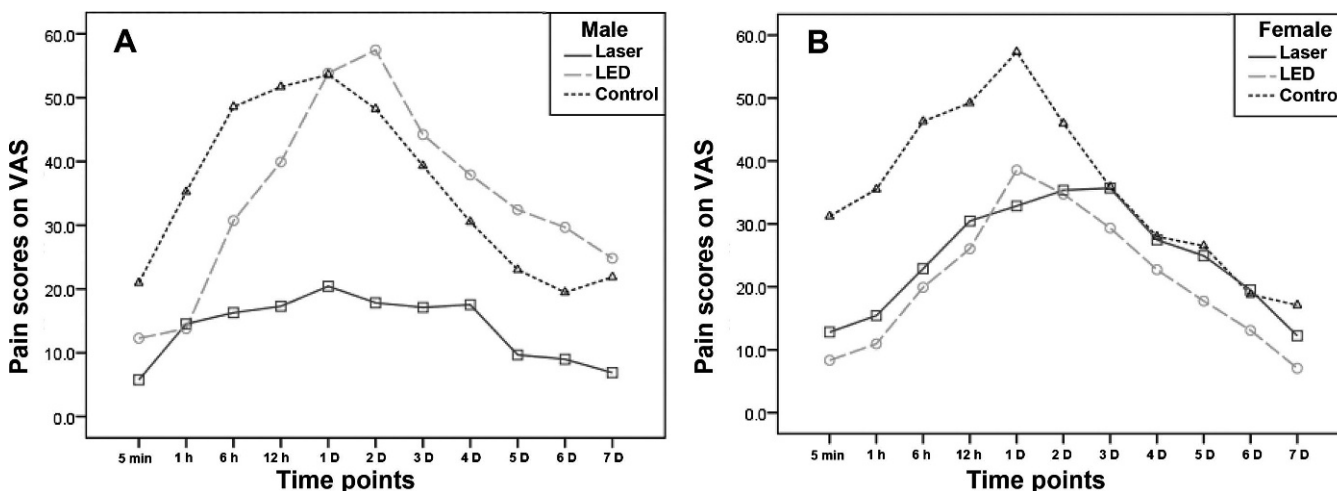 A
Male
Laser
LED
Control
Pain scores on VAS
60.0
50.0
40.0
30.0
20.0
10.0
0.0
5 min 1 h 6 h 12 h 1 D 2 D 3 D 4 D 5 D 6 D 7 D
Time points
B
Female
Laser
LED
Control
Pain scores on VAS
60.0
50.0
40.0
30.0
20.0
10.0
0.0
5 min 1 h 6 h 12 h 1 D 2 D 3 D 4 D 5 D 6 D 7 D
Time points